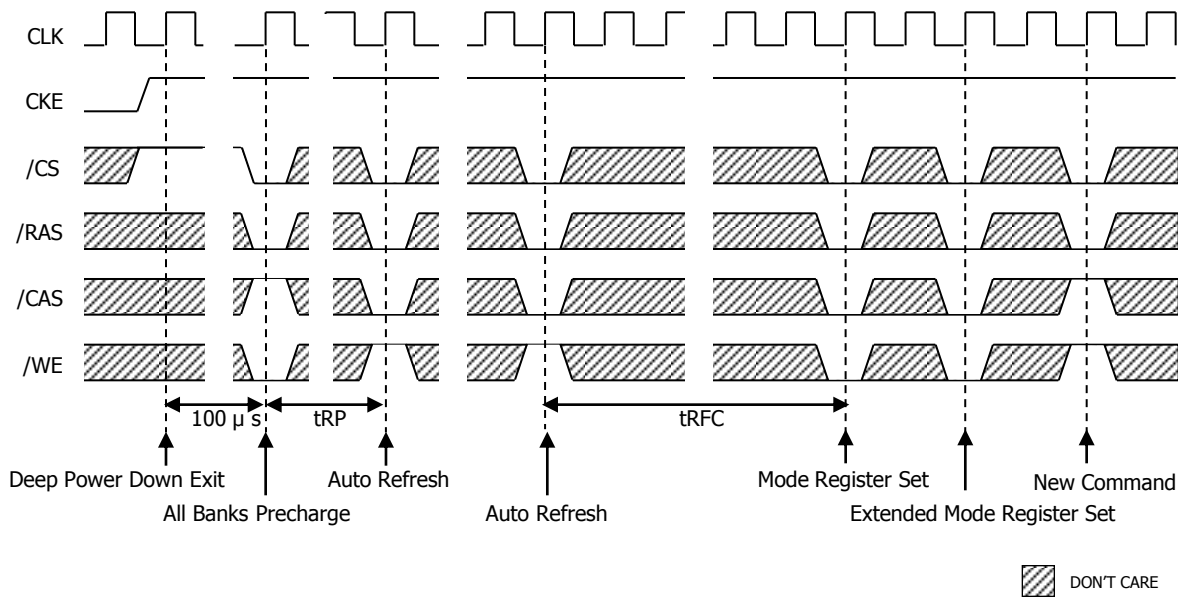 CLK
CKE
/CS
/RAS
/CAS
/WE
100 μ s
tRP
tRFC
Deep Power Down Exit
Auto Refresh
Mode Register Set
New Command
All Banks Precharge
Auto Refresh
Extended Mode Register Set
DON'T CARE